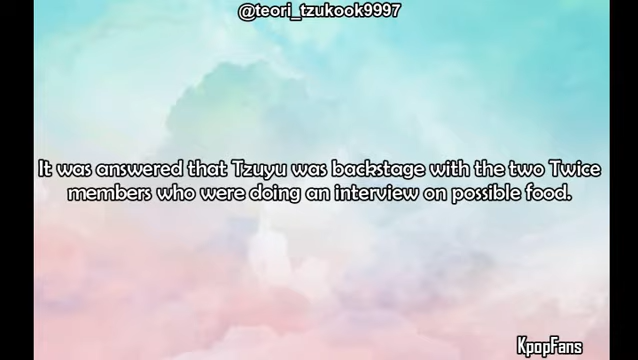 @teori_tzukook9997
It was answered that Tzuyu was backstage with the two Twice
members who were doing an interview on possible food.
KpopFans